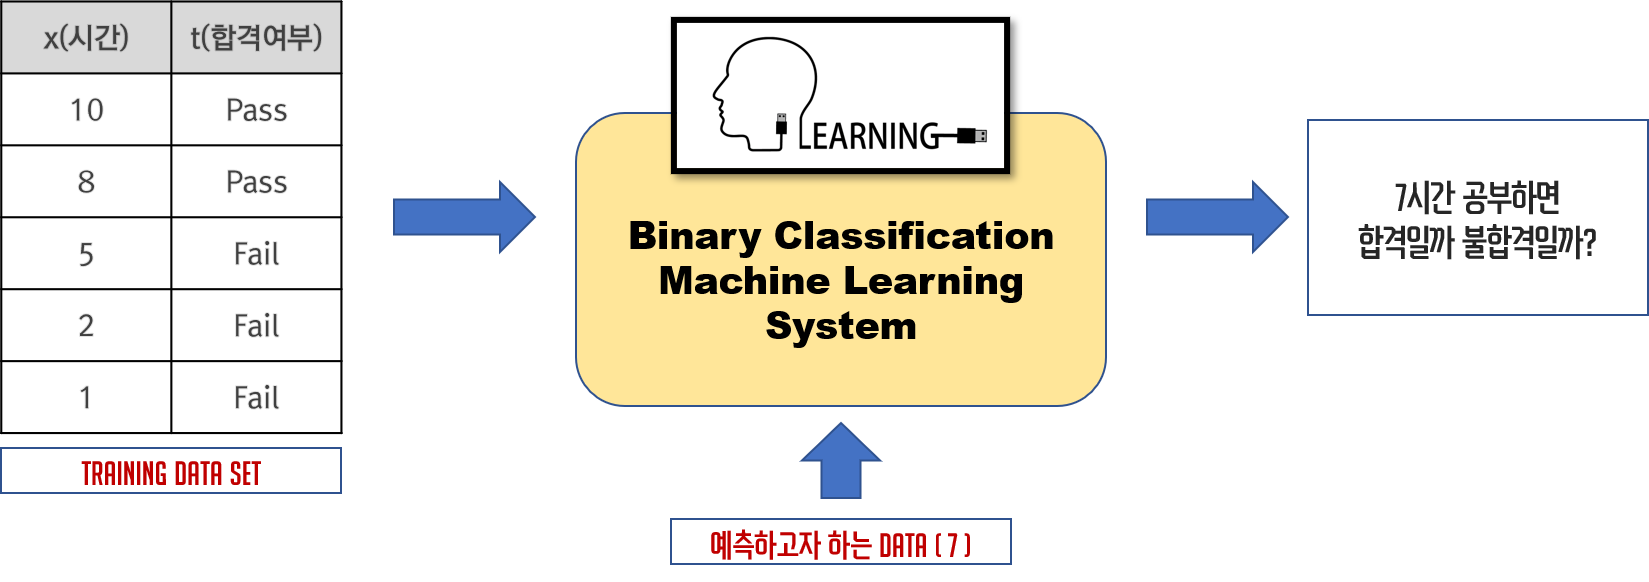 x(시간) t(합격여부)
10 Pass
8 Pass
5 Fail
2 Fail
1 Fail
TRAINING DATA SET
LEARNING
Binary Classification
Machine Learning
System
예측하고자 하는 DATA ( 7 )
7시간 공부하면
합격일까 불합격일까?